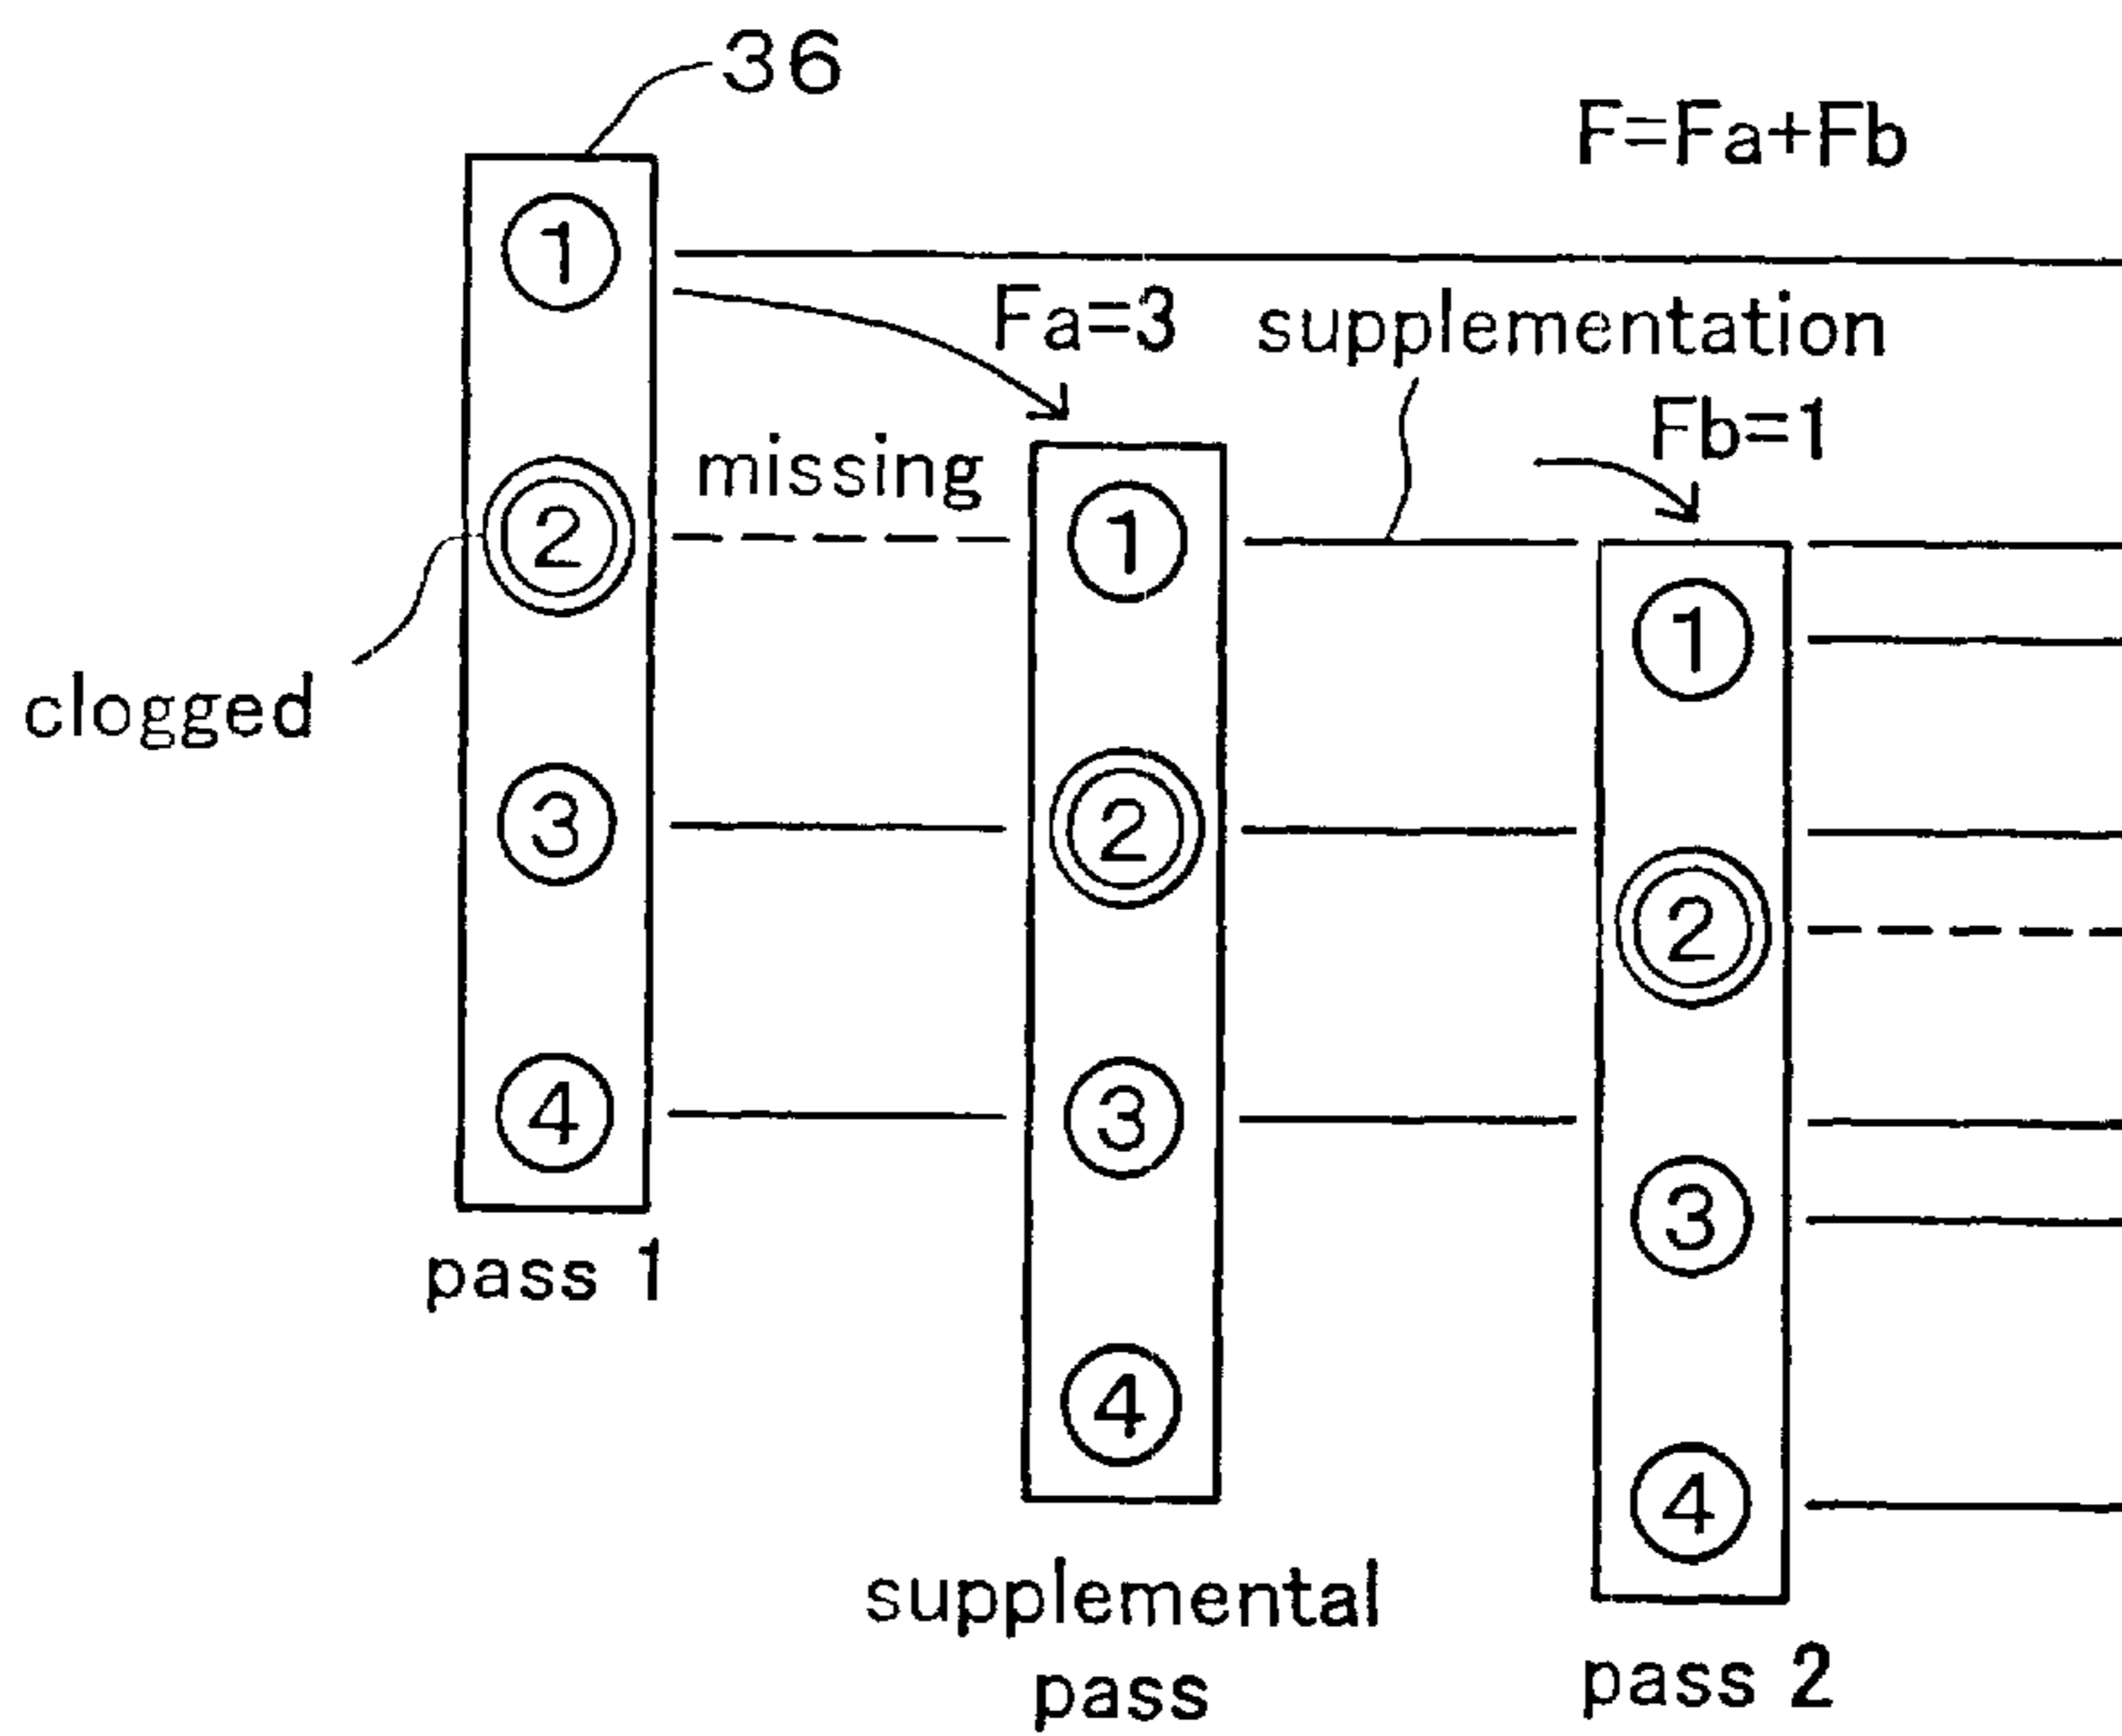 36
F=Fa+Fb
1
Fa=3
supplementation
Fb=1
missing
2
1
1
clogged
3
2
2
4
3
3
pass 1
4
4
supplemental
pass
pass 2